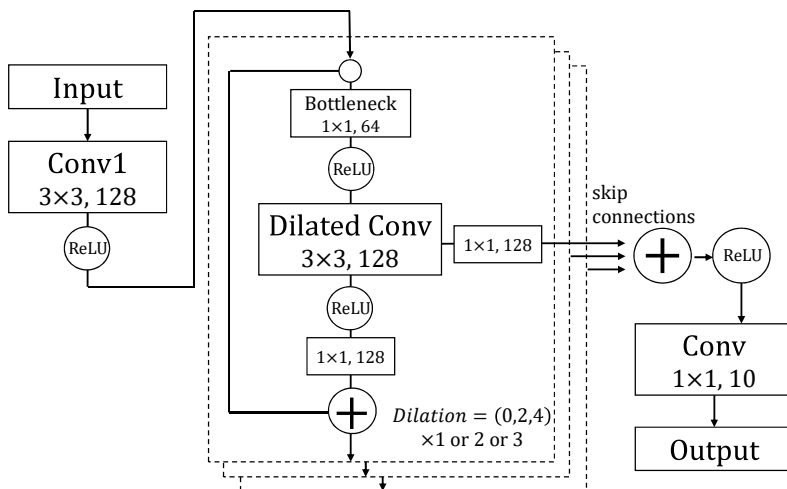 Input
Conv1
3×3, 128
ReLU
Bottleneck
1×1, 64
ReLU
Dilated Conv
3×3, 128
1×1, 128
ReLU
1×1, 128
Dilation = (0,2,4)
×1 or 2 or 3
skip
connections
ReLU
Conv
1×1, 10
Output